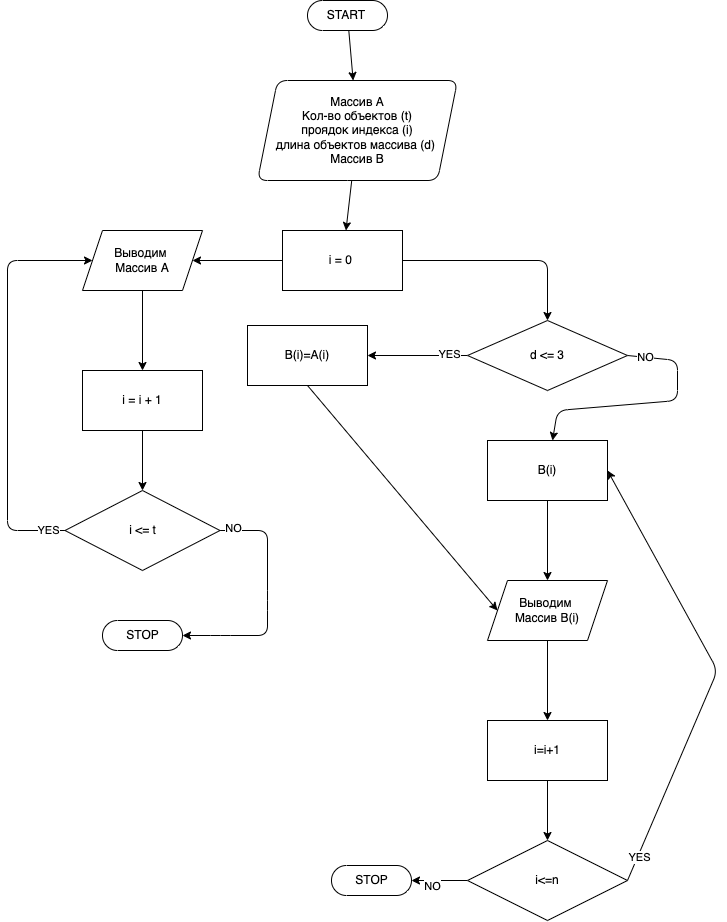 START
Массив А
Кол-во объектов (t)
проядок индекса (i)
длина объектов массива (d)
Массив B
Выводим
Массив А
i = 0
B(i)=A(i)
YES
d <= 3
NO
i = i + 1
B(i)
YES
i <= t
NO
Выводим
Массив B(i)
STOP
i=i+1
YES
STOP
NO
i<=n